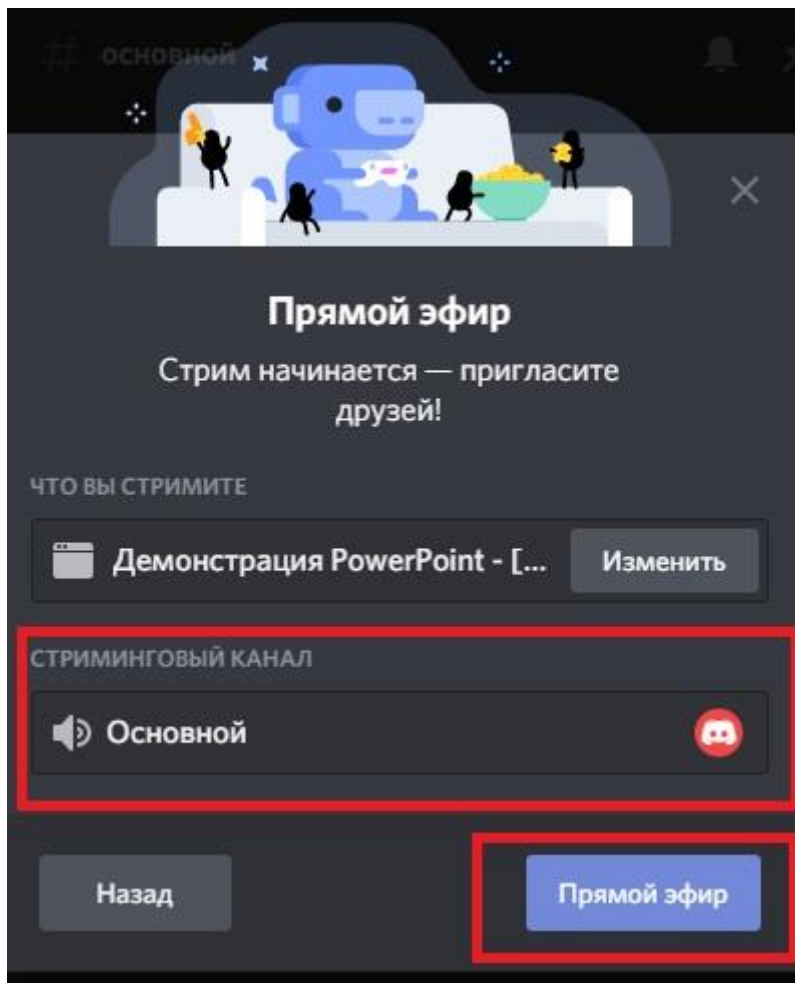 # основной
Прямой эфир
Стрим начинается — пригласите
друзей!
ЧТО ВЫ СТРИМИТЕ
Демонстрация PowerPoint - [... Изменить
СТРИМИНГОВЫЙ КАНАЛ
Основной
Назад Прямой эфир